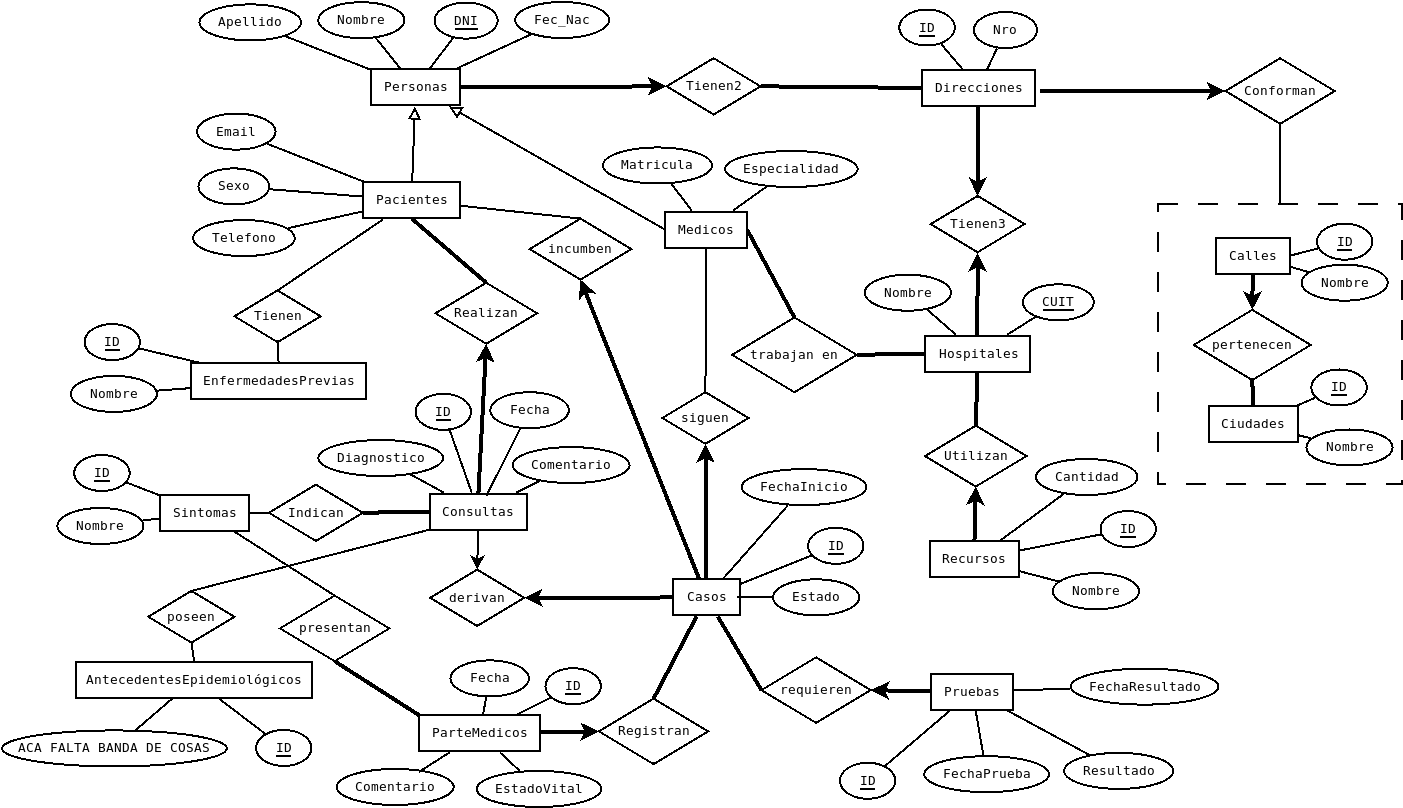 Apellido
Nombre
DNI
Fec_Nac
ID
Nro
Personas
Tienen2
Direcciones
Conforman
Email
Sexo
Telefono
Pacientes
Matricula
Especialidad
Medicos
incumben
Tienen3
Calles
ID
Nombre
Tienen
Realizan
Nombre
CUIT
trabajan en
Hospitales
pertenecen
ID
Nombre
EnfermedadesPrevias
ID
Ciudades
Nombre
ID
Fecha
siguen
Diagnostico
Comentario
Utilizan
Cantidad
ID
Nombre
Sintomas
Indican
Consultas
FechaInicio
ID
Estado
Recursos
ID
Nombre
derivan
Casos
poseen
presentan
AntecedentesEpidemiológicos
Fecha
ID
requieren
Pruebas
FechaResultado
ACA FALTA BANDA DE COSAS
ID
ParteMedicos
Registran
Comentario
EstadoVital
ID
FechaPrueba
Resultado